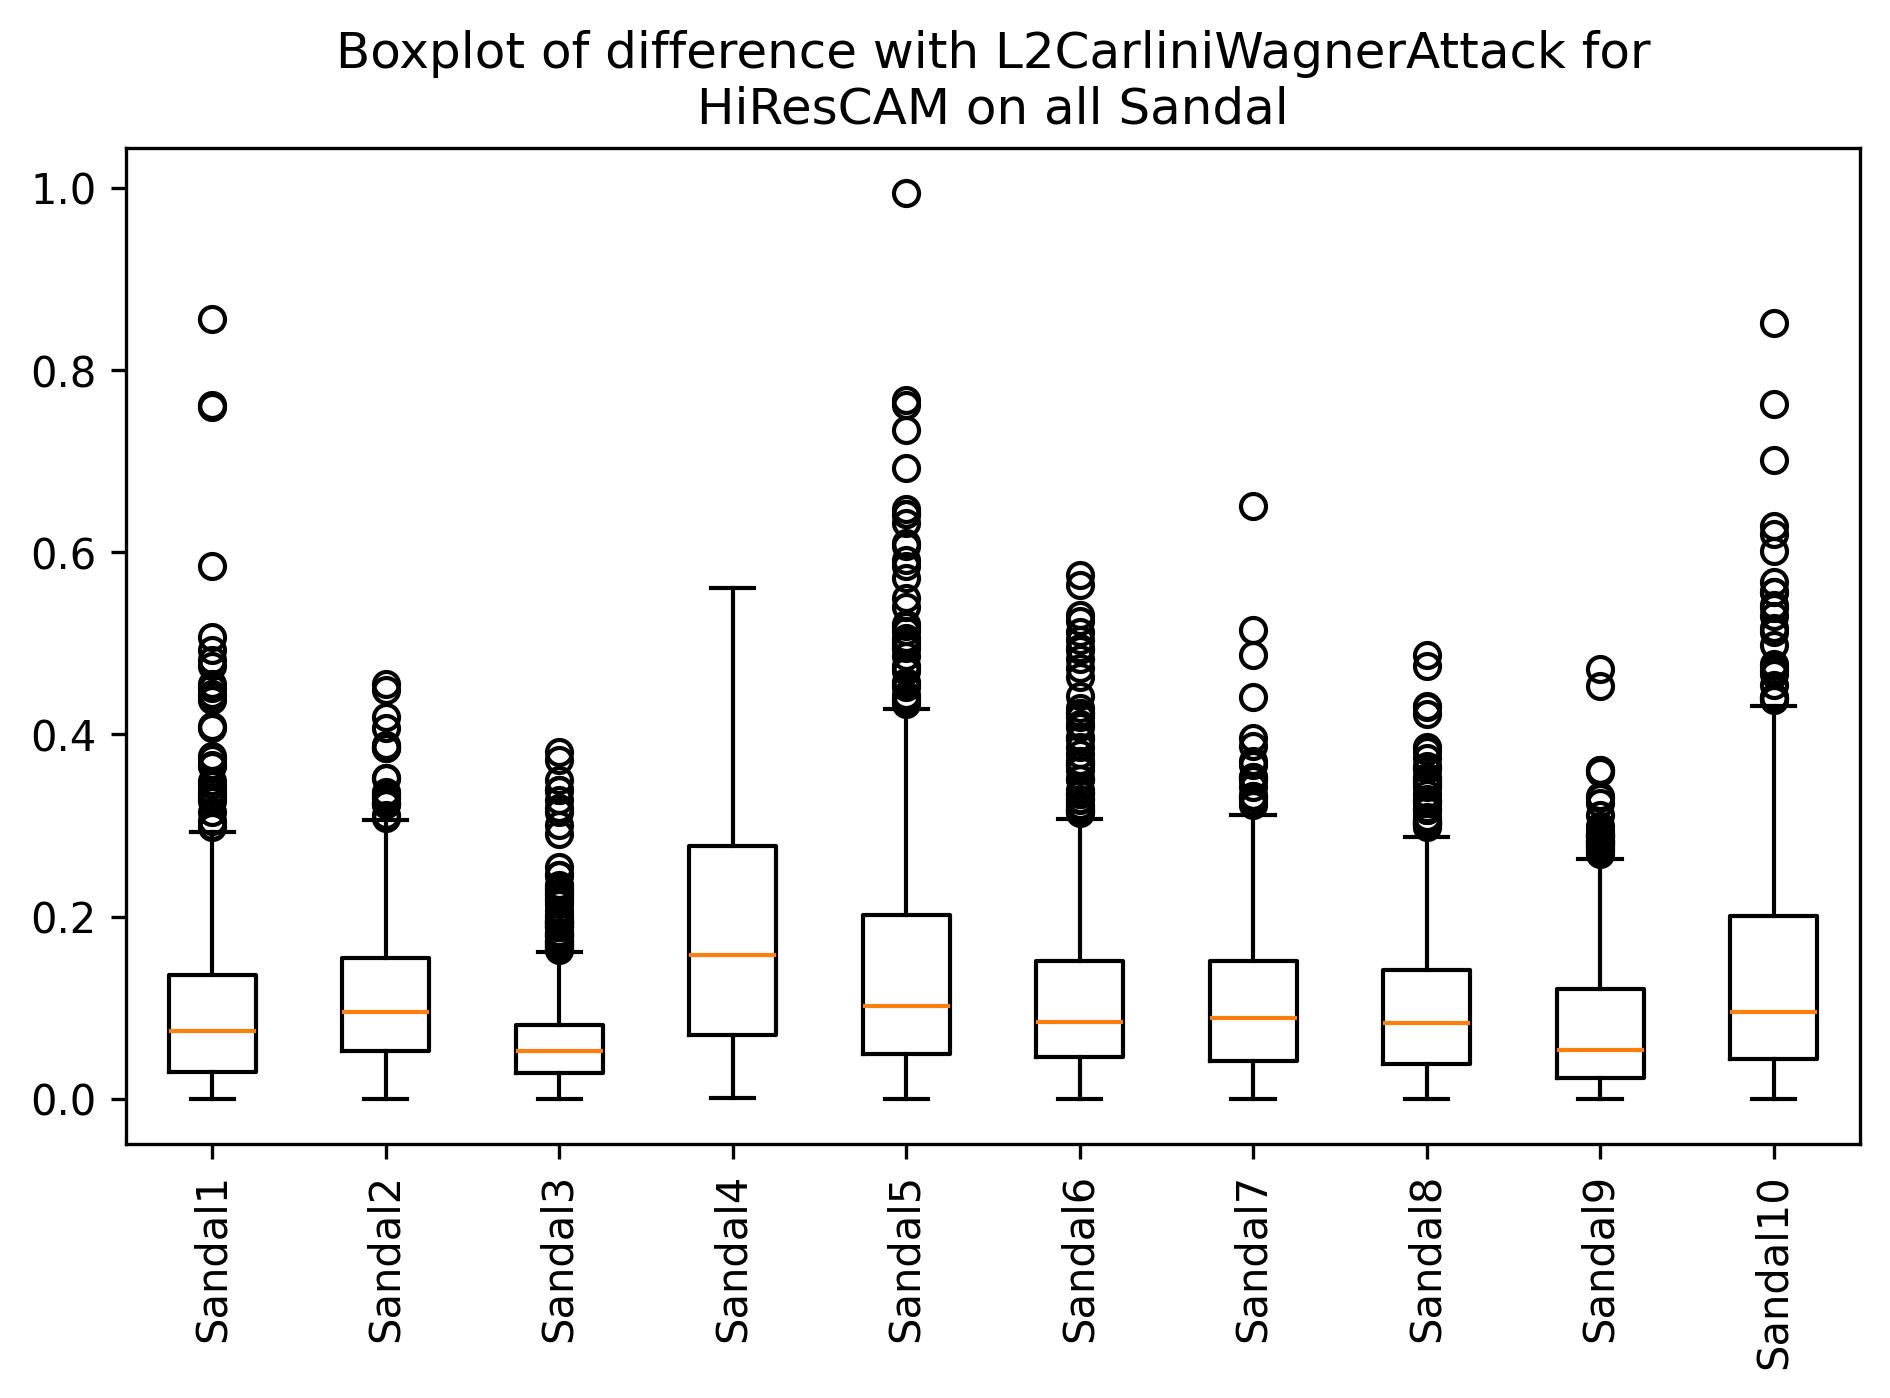 Boxplot of difference with L2CarliniWagnerAttack for
HiResCAM on all Sandal
1.0
0.8
0.6
0.4
0.2
0.0
Sandal1
Sandal2
Sandal3
Sandal4
Sandal5
Sandal6
Sandal7
Sandal8
Sandal9
Sandal10